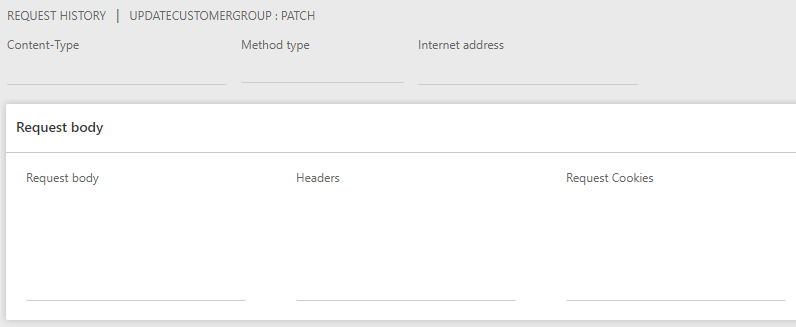 REQUEST HISTORY | UPDATECUSTOMERGROUP : PATCH
Content-Type Method type Internet address
Request body
Request body Headers Request Cookies